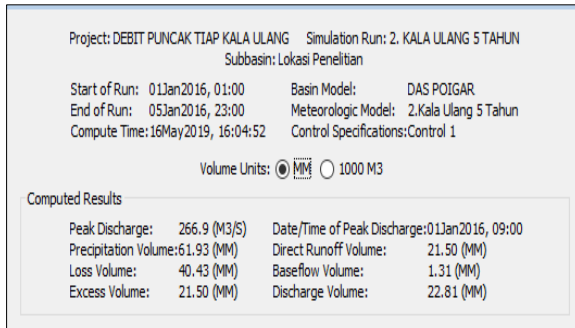 Project: DEBIT PUNCAK TIAP KALA ULANG Simulation Run: 2. KALA ULANG 5 TAHUN
Subbasin: Lokasi Penelitian
Start of Run: 01Jan2016, 01:00 Basin Model: DAS POIGAR
End of Run: 05Jan2016, 23:00 Meteorologic Model: 2.Kala Ulang 5 Tahun
Compute Time:16May2019, 16:04:52 Control Specifications:Control 1
Volume Units: MM 1000 M3
Computed Results
Peak Discharge: 266.9 (M3/S) Date/Time of Peak Discharge:01Jan2016, 09:00
Precipitation Volume:61.93 (MM) Direct Runoff Volume: 21.50 (MM)
Loss Volume: 40.43 (MM) Baseflow Volume: 1.31 (MM)
Excess Volume: 21.50 (MM) Discharge Volume: 22.81 (MM)